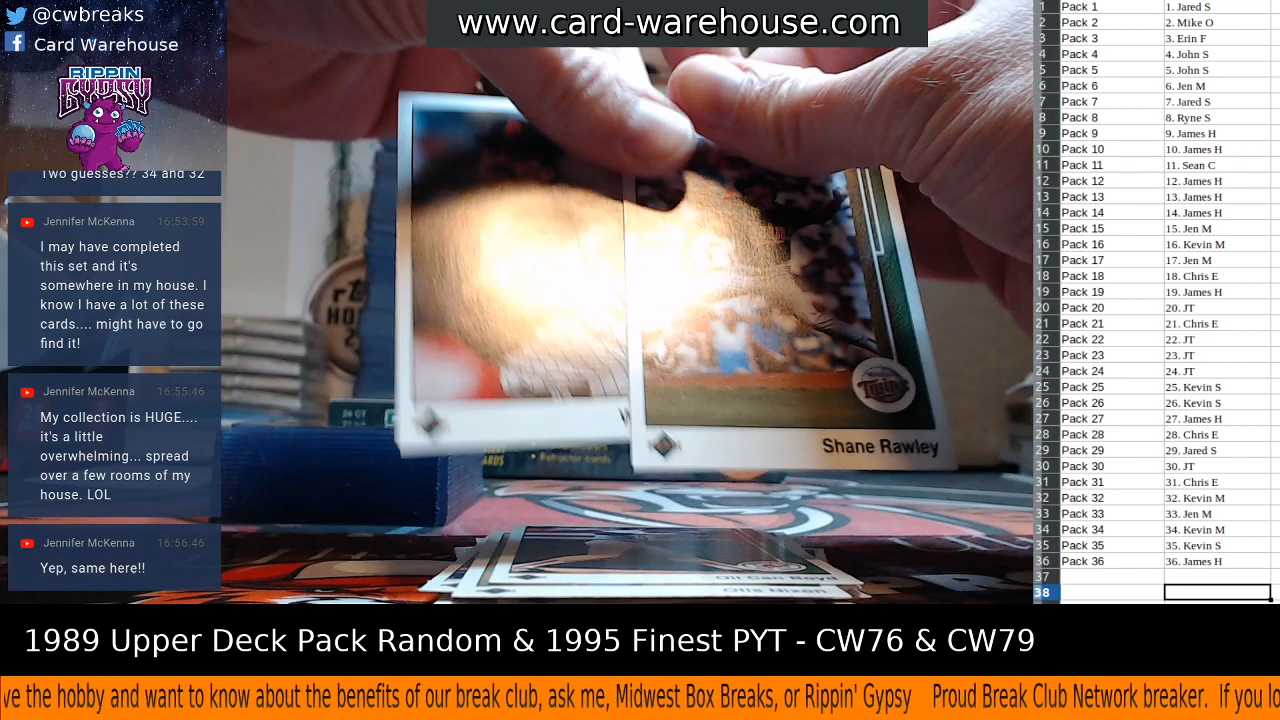 @cwbreaks
Card Warehouse
RIPPIN
GYPSY
Two guesses?? 34 and 32
Jennifer McKenna 16:53:59
I may have completed
this set and it's
somewhere in my house. I
know I have a lot of these
cards.... might have to go
find it!
Jennifer McKenna 16:55:46
My collection is HUGE....
it's a little
overwhelming... spread
over a few rooms of my
house. LOL
Jennifer McKenna 16:56:46
Yep, same here!!
www.card-warehouse.com
Twins
Shane Rawley
Oil Can Boyd
Otis Nixon
• Refractor cards
1 Pack 1 1. Jared S
2 Pack 2 2. Mike O
3 Pack 3 3. Erin F
4 Pack 4 4. John S
5 Pack 5 5. John S
6 Pack 6 6. Jen M
7 Pack 7 7. Jared S
8 Pack 8 8. Ryne S
9 Pack 9 9. James H
10 Pack 10 10. James H
11 Pack 11 11. Sean C
12 Pack 12 12. James H
13 Pack 13 13. James H
14 Pack 14 14. James H
15 Pack 15 15. Jen M
16 Pack 16 16. Kevin M
17 Pack 17 17. Jen M
18 Pack 18 18. Chris E
19 Pack 19 19. James H
20 Pack 20 20. JT
21 Pack 21 21. Chris E
22 Pack 22 22. JT
23 Pack 23 23. JT
24 Pack 24 24. JT
25 Pack 25 25. Kevin S
26 Pack 26 26. Kevin S
27 Pack 27 27. James H
28 Pack 28 28. Chris E
29 Pack 29 29. Jared S
30 Pack 30 30. JT
31 Pack 31 31. Chris E
32 Pack 32 32. Kevin M
33 Pack 33 33. Jen M
34 Pack 34 34. Kevin M
35 Pack 35 35. Kevin S
36 Pack 36 36. James H
37
38
1989 Upper Deck Pack Random & 1995 Finest PYT - CW76 & CW79
ve the hobby and want to know about the benefits of our break club, ask me, Midwest Box Breaks, or Rippin' Gypsy Proud Break Club Network breaker. If you lo